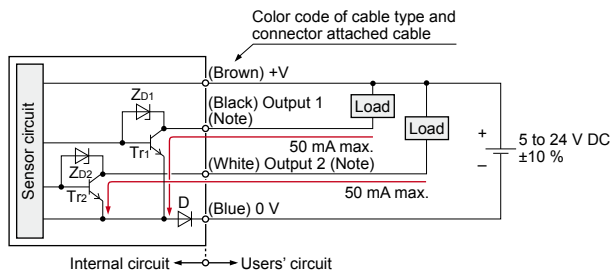 Color code of cable type and
connector attached cable
(Brown) +V
ZD1
(Black) Output 1
(Note)
Load
Load
Sensor circuit
Tr1
50 mA max.
+
5 to 24 V DC
±10 %
−
ZD2
(White) Output 2 (Note)
Tr2
50 mA max.
D
(Blue) 0 V
Internal circuit
Users' circuit